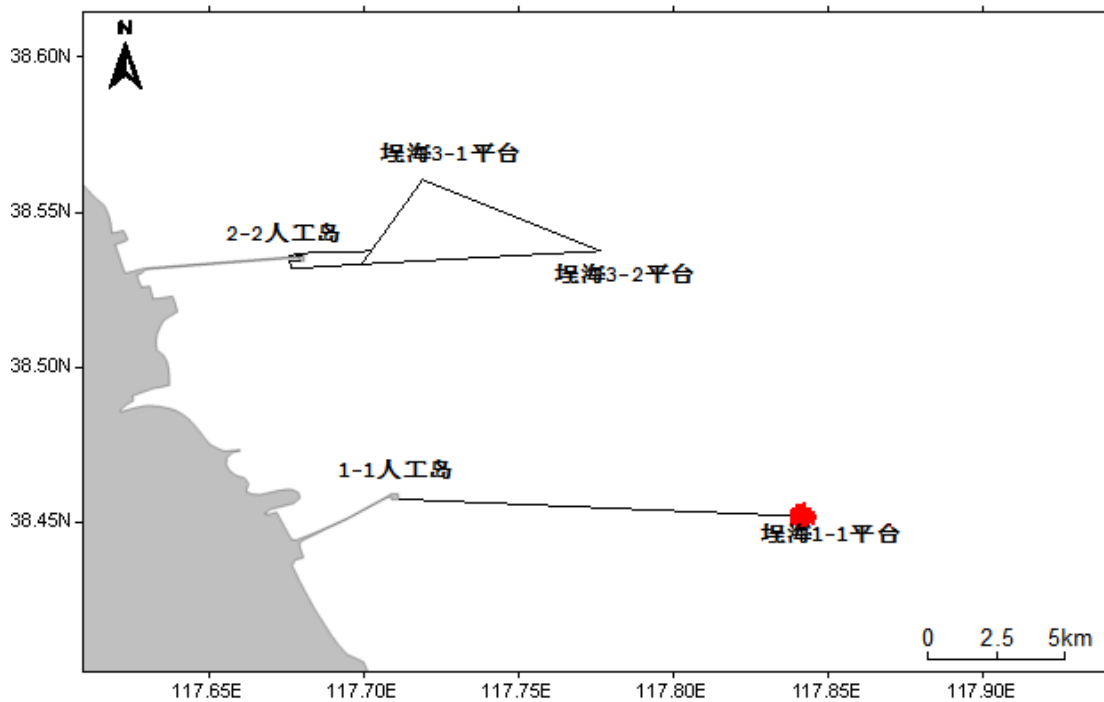 N
38.60N
埕海3-1平台
38.55N
2-2人工岛
埕海3-2平台
38.50N
1-1人工岛
38.45N
埕海1-1平台
0 2.5 5km
117.65E 117.70E 117.75E 117.80E 117.85E 117.90E